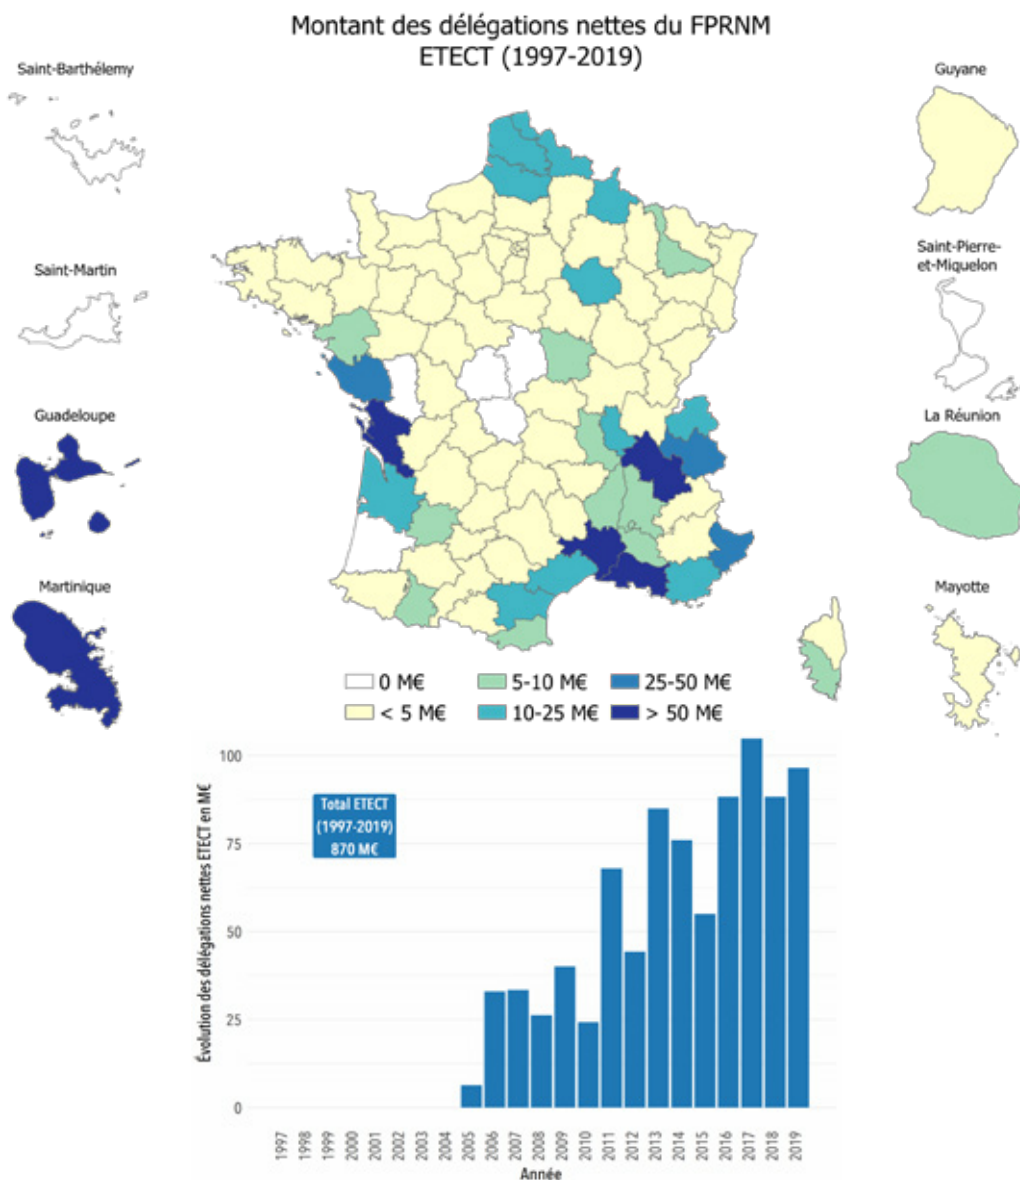 Montant des délégations nettes du FPRNM
ETECT (1997-2019)
Saint-Barthélemy
Guyane
Saint-Martin
Saint-Pierre-
et-Miquelon
Guadeloupe
La Réunion
Martinique
Mayotte
0 M€
5-10 M€
25-50 M€
< 5 M€
10-25 M€
> 50 M€
Évolution des délégations nettes ETECT en M€
100
75
50
25
0
Total ETECT
(1997-2019)
870 M€
1997
1998
1999
2000
2001
2002
2003
2004
2005
2006
2007
2008
2009
2010
2011
2012
2013
2014
2015
2016
2017
2018
2019
Année